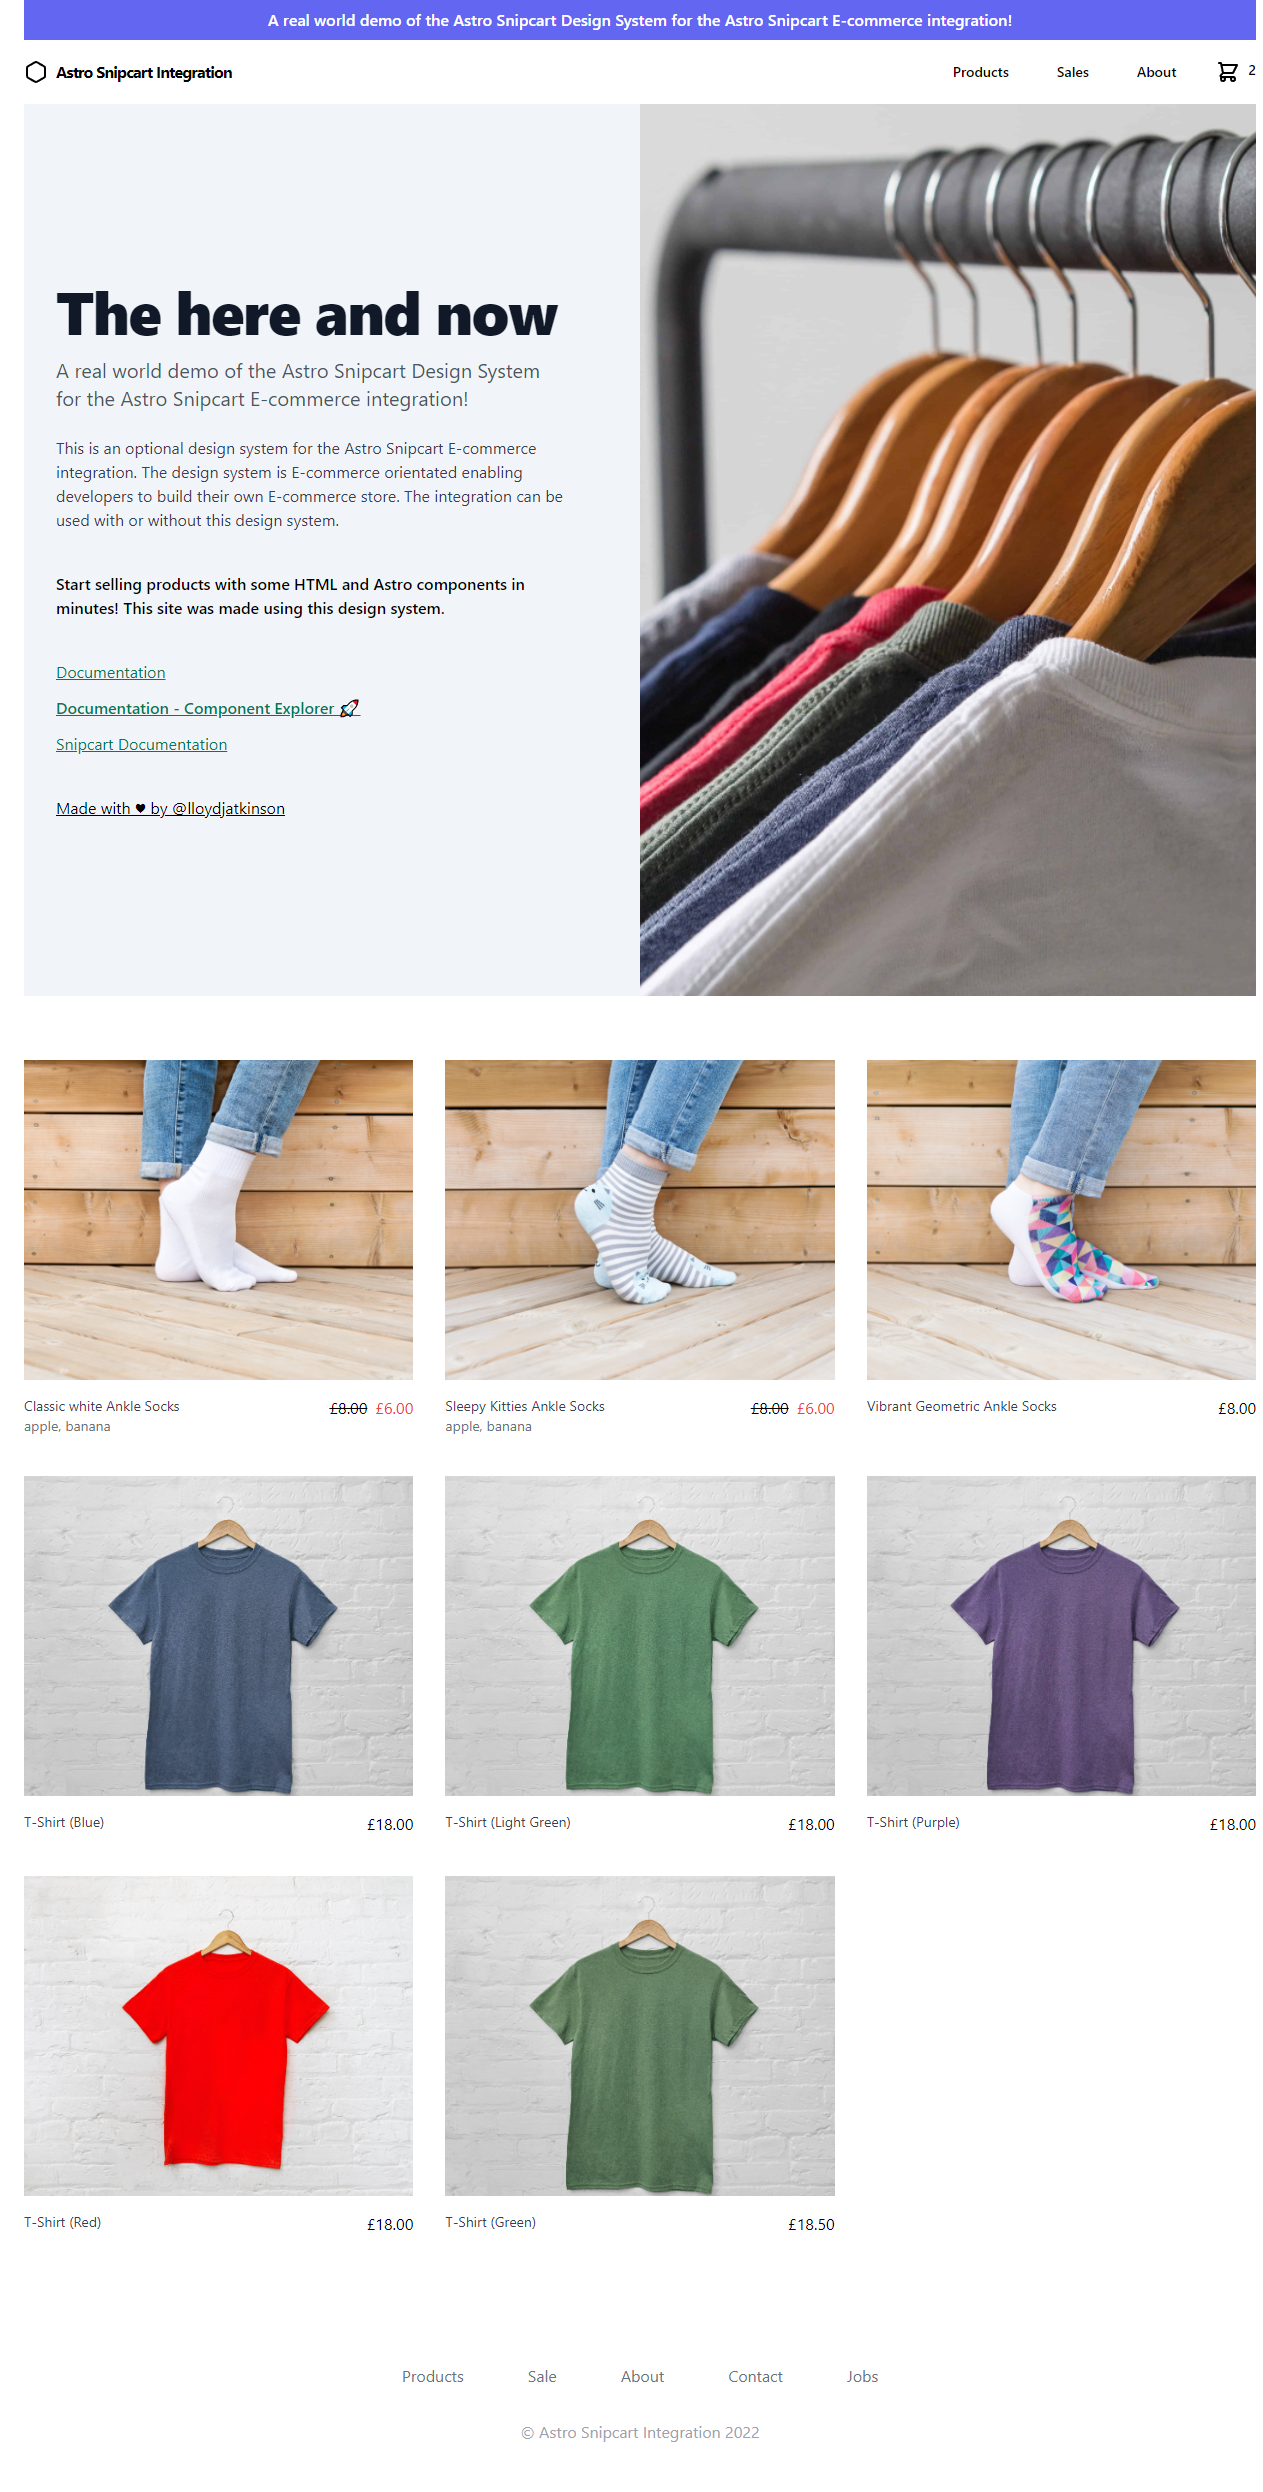 A real world demo of the Astro Snipcart Design System for the Astro Snipcart E-commerce integration!
Astro Snipcart Integration
Products Sales About 2
The here and now
A real world demo of the Astro Snipcart Design System
for the Astro Snipcart E-commerce integration!
This is an optional design system for the Astro Snipcart E-commerce
integration. The design system is E-commerce orientated enabling
developers to build their own E-commerce store. The integration can be
used with or without this design system.
Start selling products with some HTML and Astro components in
minutes! This site was made using this design system.
Documentation
Documentation - Component Explorer 🚀
Snipcart Documentation
Made with ♥ by @lloydjatkinson
Classic white Ankle Socks £8.00 £6.00
apple, banana
Sleepy Kitties Ankle Socks £8.00 £6.00
apple, banana
Vibrant Geometric Ankle Socks £8.00
T-Shirt (Blue) £18.00
T-Shirt (Light Green) £18.00
T-Shirt (Purple) £18.00
T-Shirt (Red) £18.00
T-Shirt (Green) £18.50
Products Sale About Contact Jobs
© Astro Snipcart Integration 2022